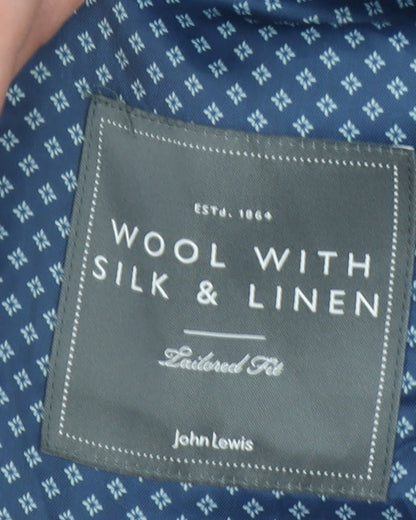 ESTd. 1864
WOOL WITH
SILK & LINEN
Tailored Fit
John Lewis